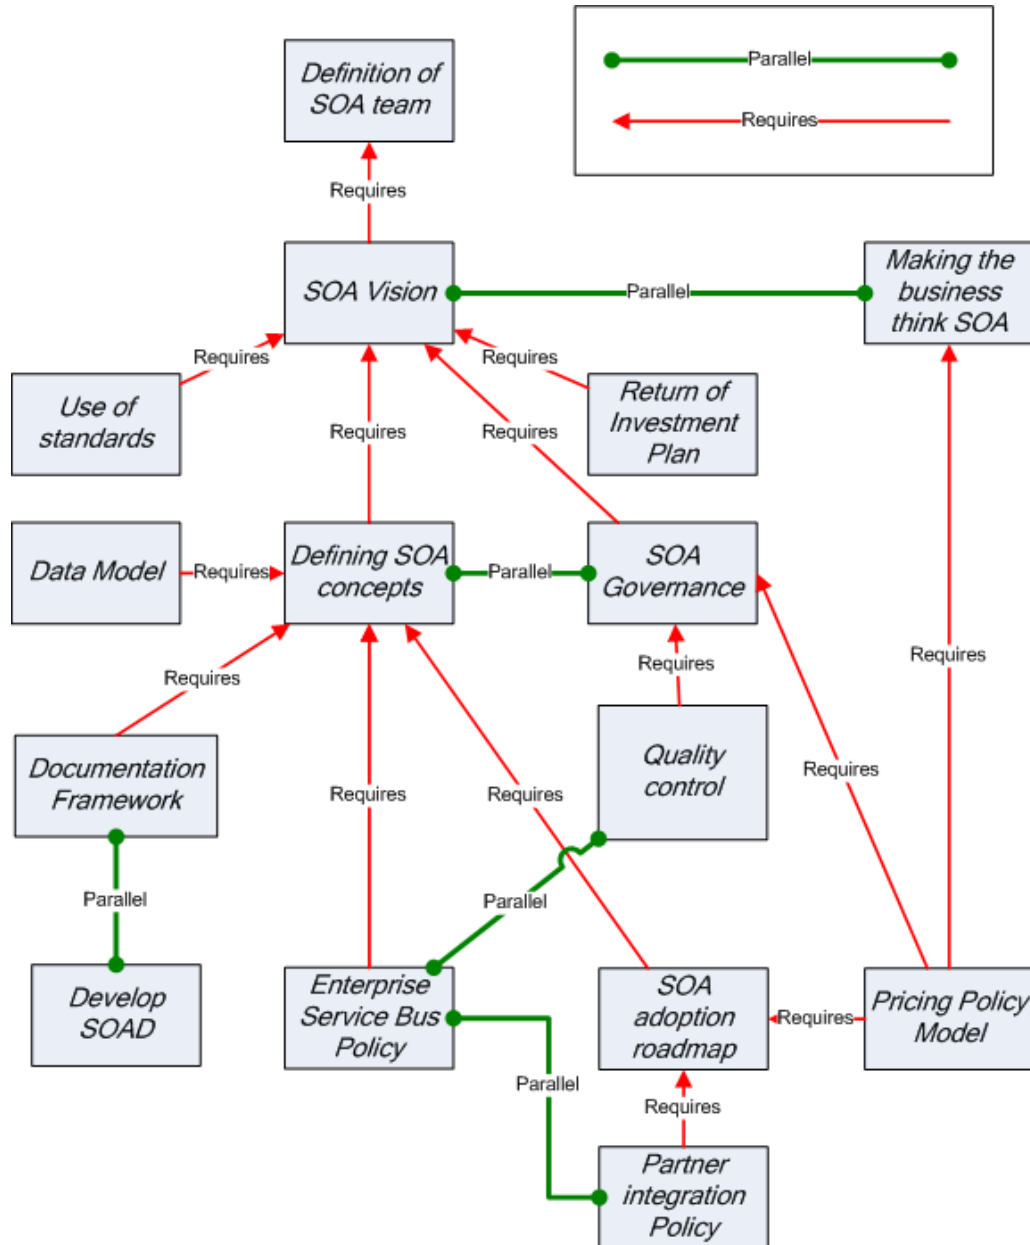 Parallel
Requires
Definition of
SOA team
Requires
SOA Vision
Parallel
Making the
business
think SOA
Requires
Requires
Use of
standards
Requires
Requires
Return of
Investment
Plan
Data Model
Requires
Defining SOA
concepts
Parallel
SOA
Governance
Requires
Requires
Requires
Documentation
Framework
Requires
Requires
Quality
control
Requires
Parallel
Parallel
Develop
SOAD
Enterprise
Service Bus
Policy
SOA
adoption
roadmap
Requires
Pricing Policy
Model
Parallel
Requires
Partner
integration
Policy